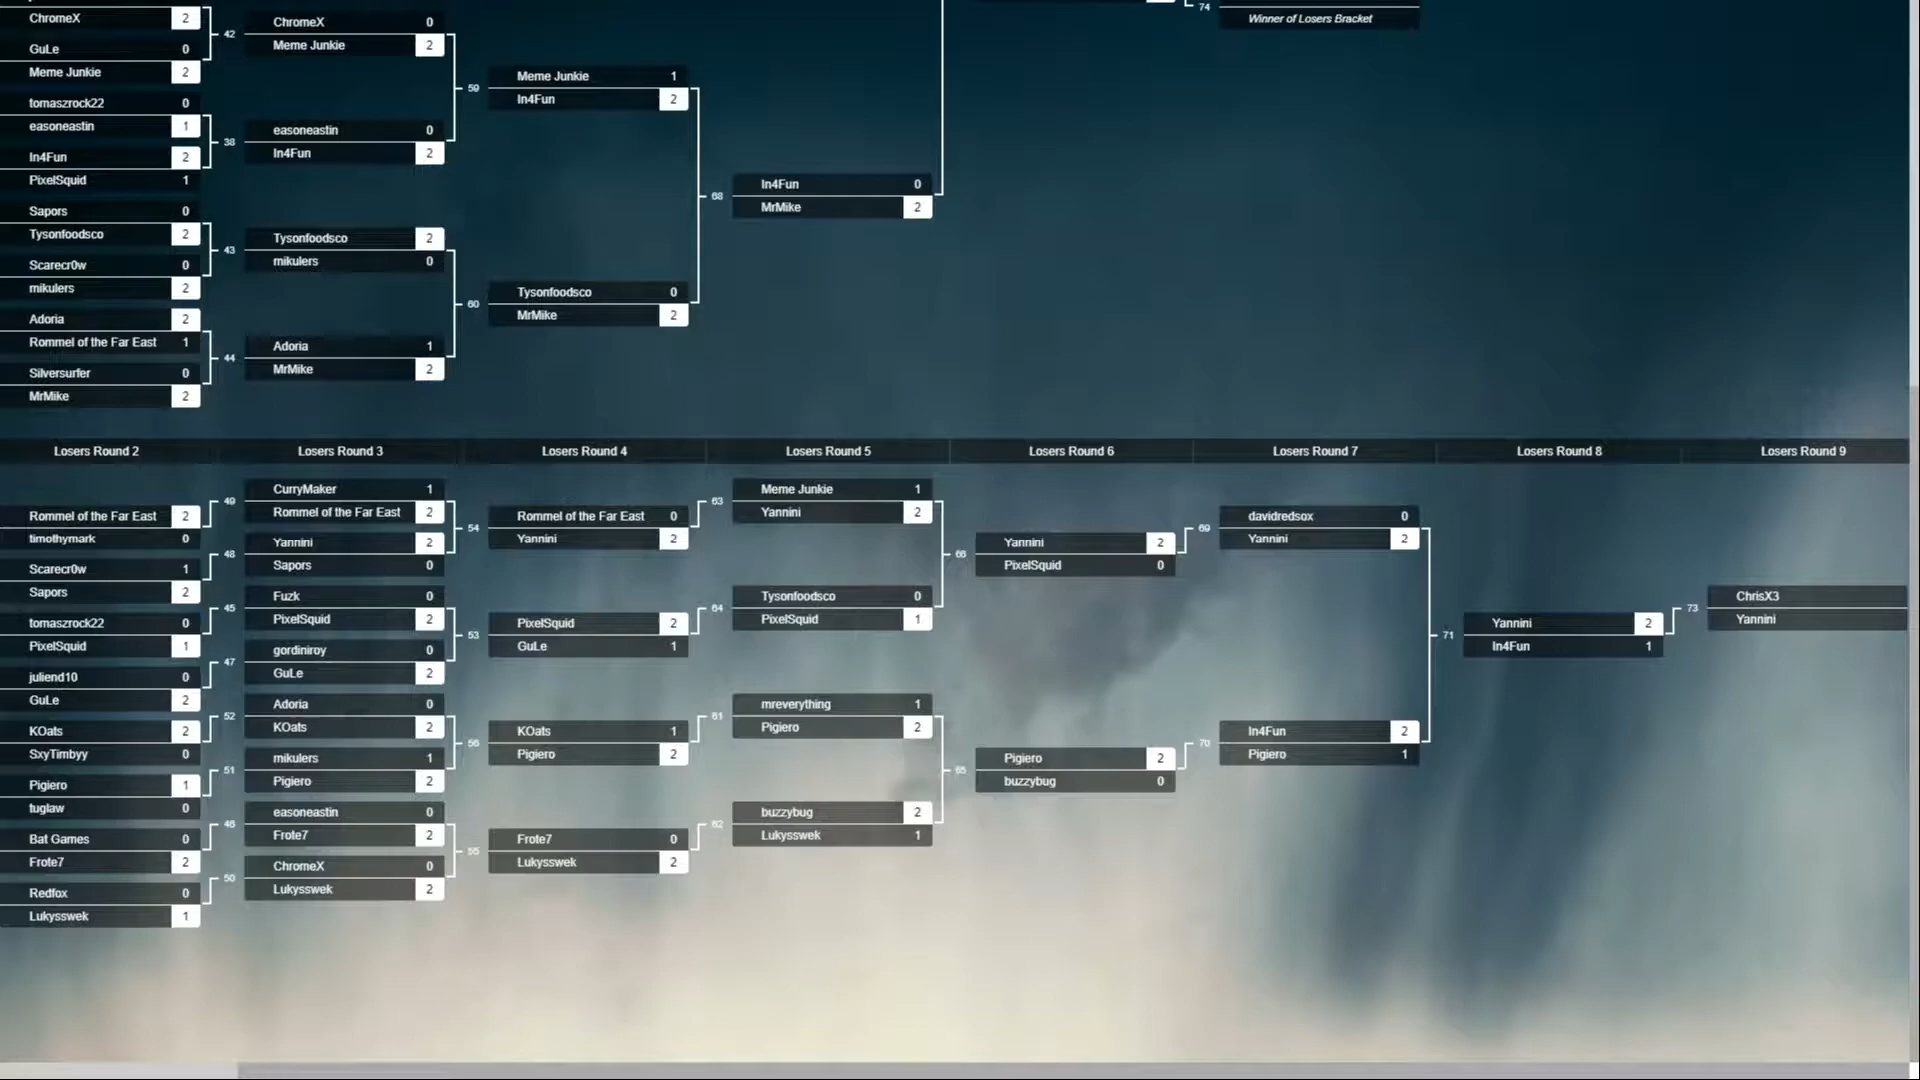 ChromeX 2
GuLe 0
Meme Junkie 2
tomaszrock22 0
easoneastin 1
In4Fun 2
PixelSquid 1
Sapors 0
Tysonfoodsco 2
Scarecr0w 0
mikulers 2
Adoria 2
Rommel of the Far East 1
Silversurfer 0
MrMike 2
42
38
43
44
ChromeX 0
Meme Junkie 2
easoneastin 0
In4Fun 2
Tysonfoodsco 2
mikulers 0
Adoria 1
MrMike 2
59
60
Meme Junkie 1
In4Fun 2
Tysonfoodsco 0
MrMike 2
68
In4Fun 0
MrMike 2
74
Winner of Losers Bracket
Losers Round 2 Losers Round 3 Losers Round 4 Losers Round 5 Losers Round 6 Losers Round 7 Losers Round 8 Losers Round 9
Rommel of the Far East 2
timothymark 0
Scarecr0w 1
Sapors 2
tomaszrock22 0
PixelSquid 1
juliend10 0
GuLe 2
KOats 2
SxyTimbyy 0
Pigiero 1
tuglaw 0
Bat Games 0
Frote7 2
Redfox 0
Lukysswek 1
49
48
45
47
52
51
46
50
CurryMaker 1
Rommel of the Far East 2
Yannini 2
Sapors 0
Fuzk 0
PixelSquid 2
gordiniroy 0
GuLe 2
Adoria 0
KOats 2
mikulers 1
Pigiero 2
easoneastin 0
Frote7 2
ChromeX 0
Lukysswek 2
54
53
56
55
Rommel of the Far East 0
Yannini 2
PixelSquid 2
GuLe 1
KOats 1
Pigiero 2
Frote7 0
Lukysswek 2
63
64
61
62
Meme Junkie 1
Yannini 2
Tysonfoodsco 0
PixelSquid 1
mreverything 1
Pigiero 2
buzzybug 2
Lukysswek 1
66
65
Yannini 2
PixelSquid 0
Pigiero 2
buzzybug 0
69
70
davidredsox 0
Yannini 2
In4Fun 2
Pigiero 1
71
Yannini 2
In4Fun 1
73
ChrisX3
Yannini